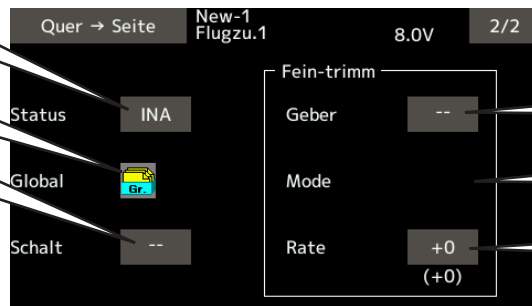 Quer → Seite
New-1
Flugzu.1
8.0V
2/2
Status
INA
Global
Gr.
Schalt
--
Fein-trimm
Geber
--
Mode
Rate
+0
(+0)